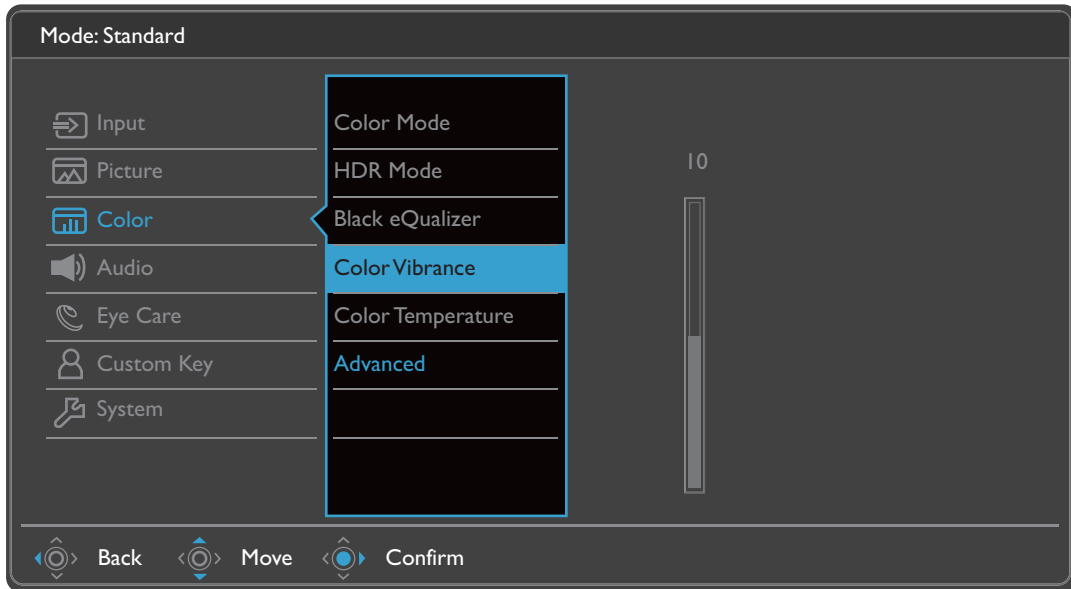 Mode: Standard
Input
Picture
Color
Audio
Eye Care
Custom Key
System
Color Mode
HDR Mode
Black eQualizer
Color Vibrance
Color Temperature
Advanced
10
Back Move Confirm